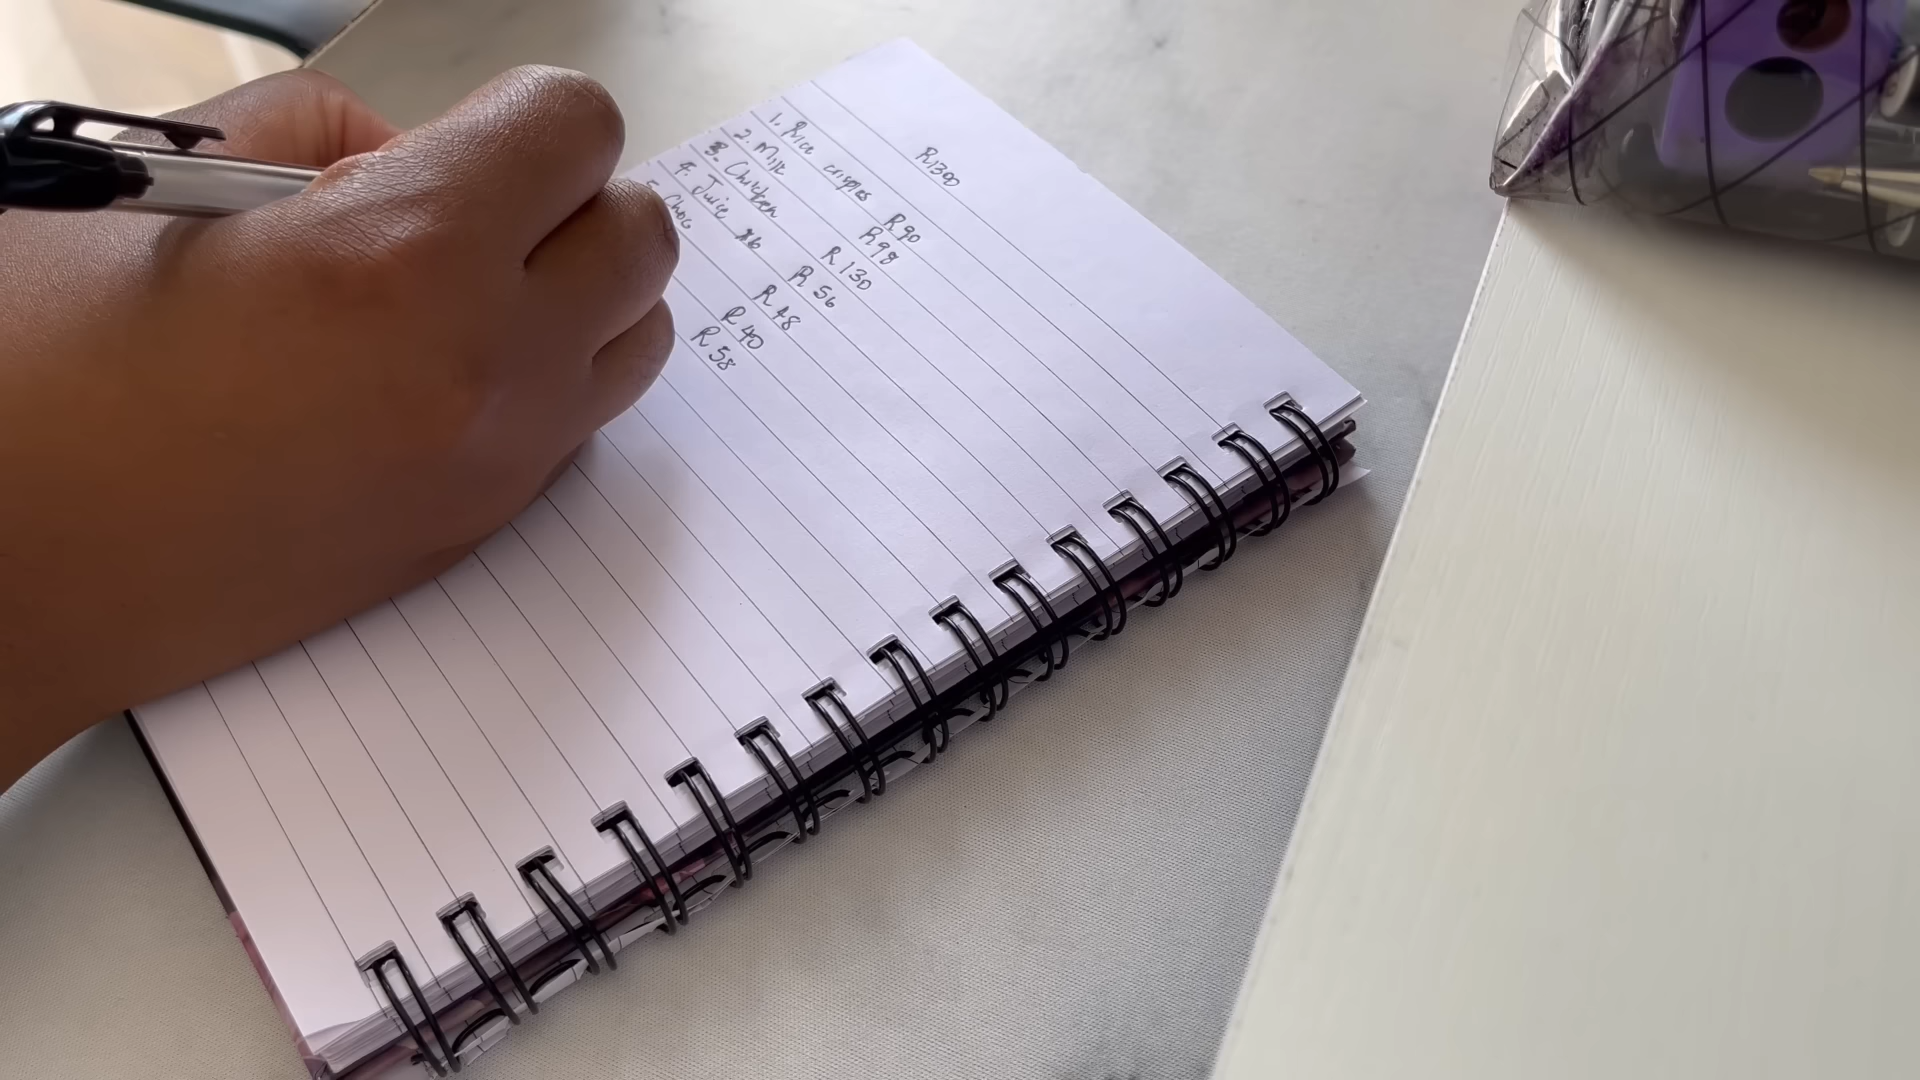 R1300
1. Rice crispies R90
2. Milk R98
3. Chicken R130
4. Juice x6 R56
5. Choc R48
R40
R58